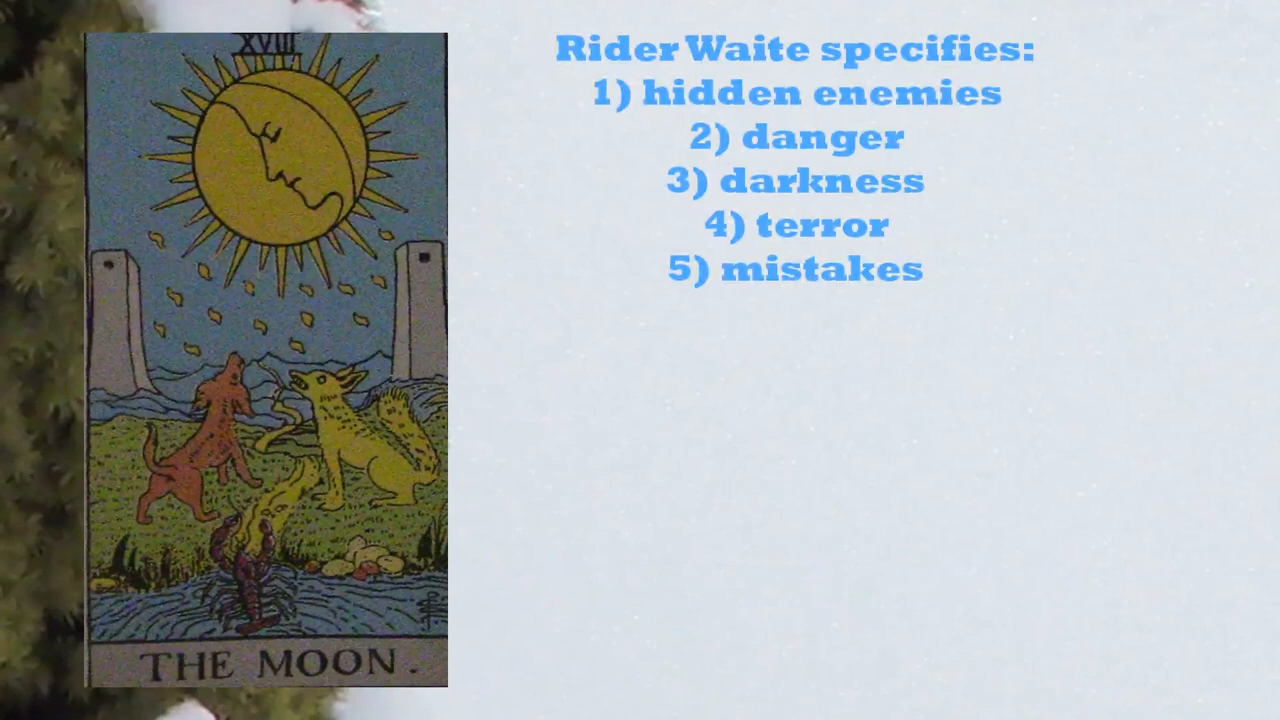 XVIII
THE MOON.
Rider Waite specifies:
1) hidden enemies
2) danger
3) darkness
4) terror
5) mistakes